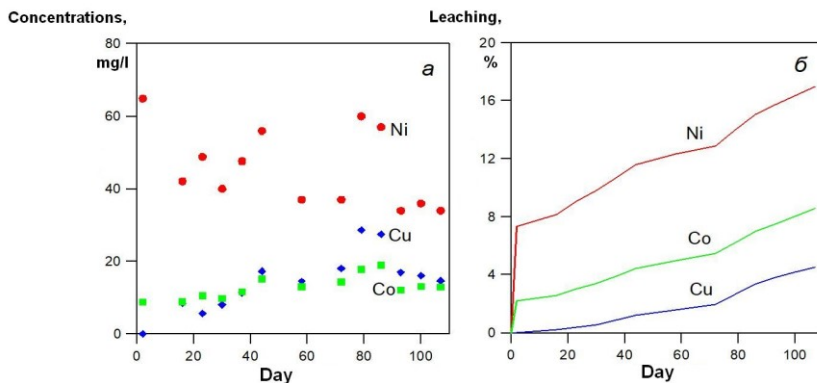 Concentrations,
mg/l
80
60
40
20
0
a
Ni
Cu
Co
0 20 40 60 80 100
Day
Leaching,
%
20
16
12
8
4
0
б
Ni
Co
Cu
0 20 40 60 80 100
Day